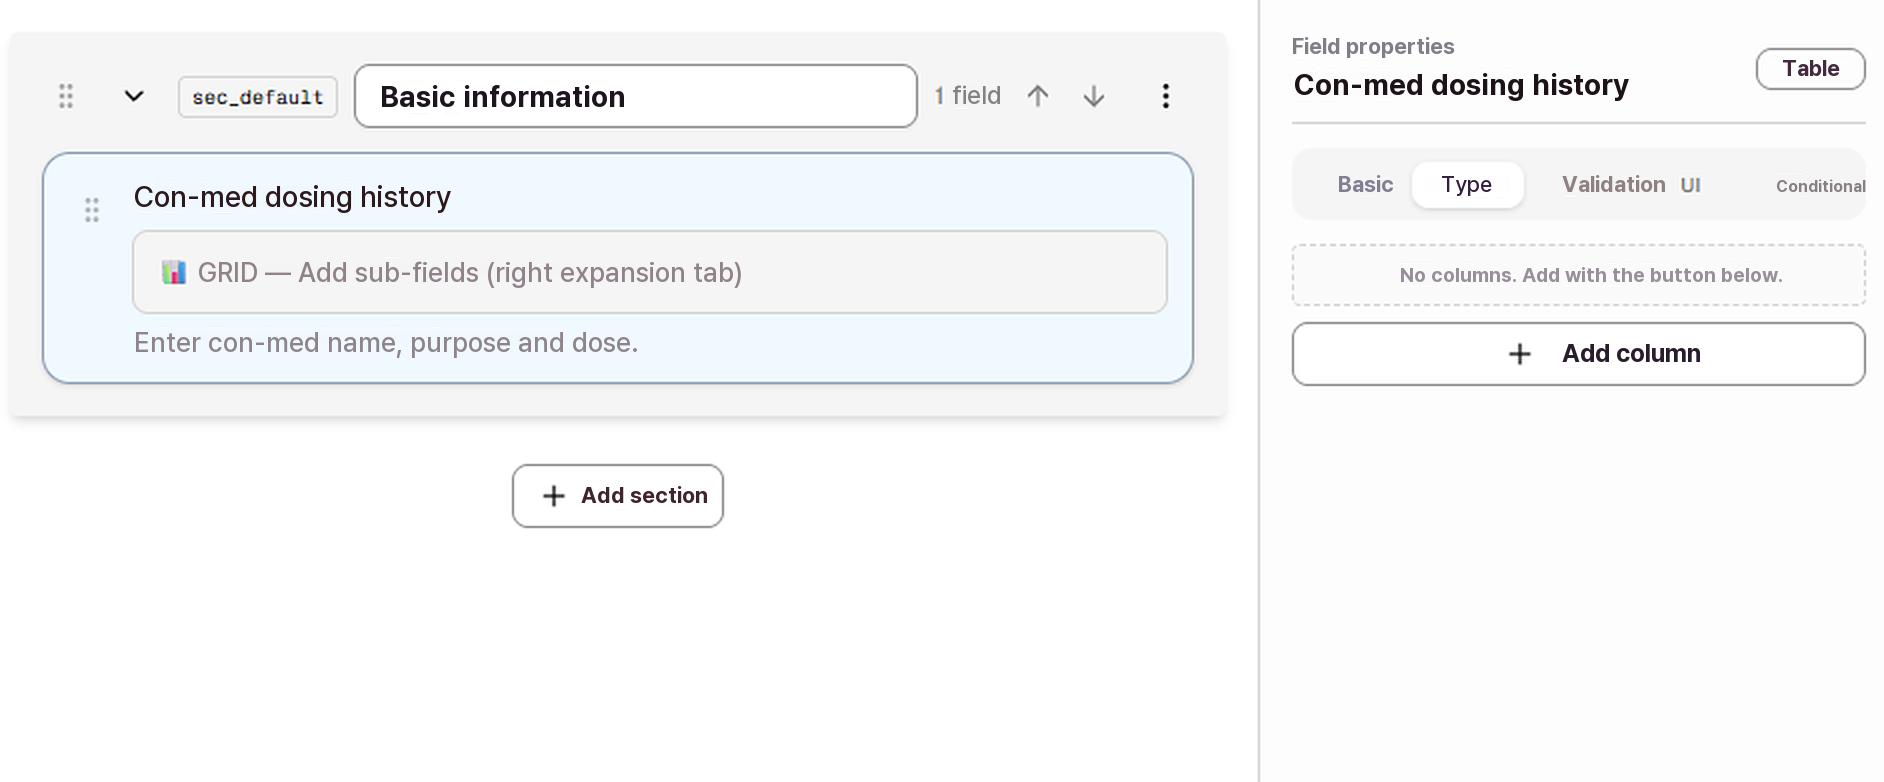 sec_default
Basic information
1 field
Con-med dosing history
GRID — Add sub-fields (right expansion tab)
Enter con-med name, purpose and dose.
Add section
Field properties
Con-med dosing history
Table
Basic
Type
Validation
UI
Conditional
No columns. Add with the button below.
Add column